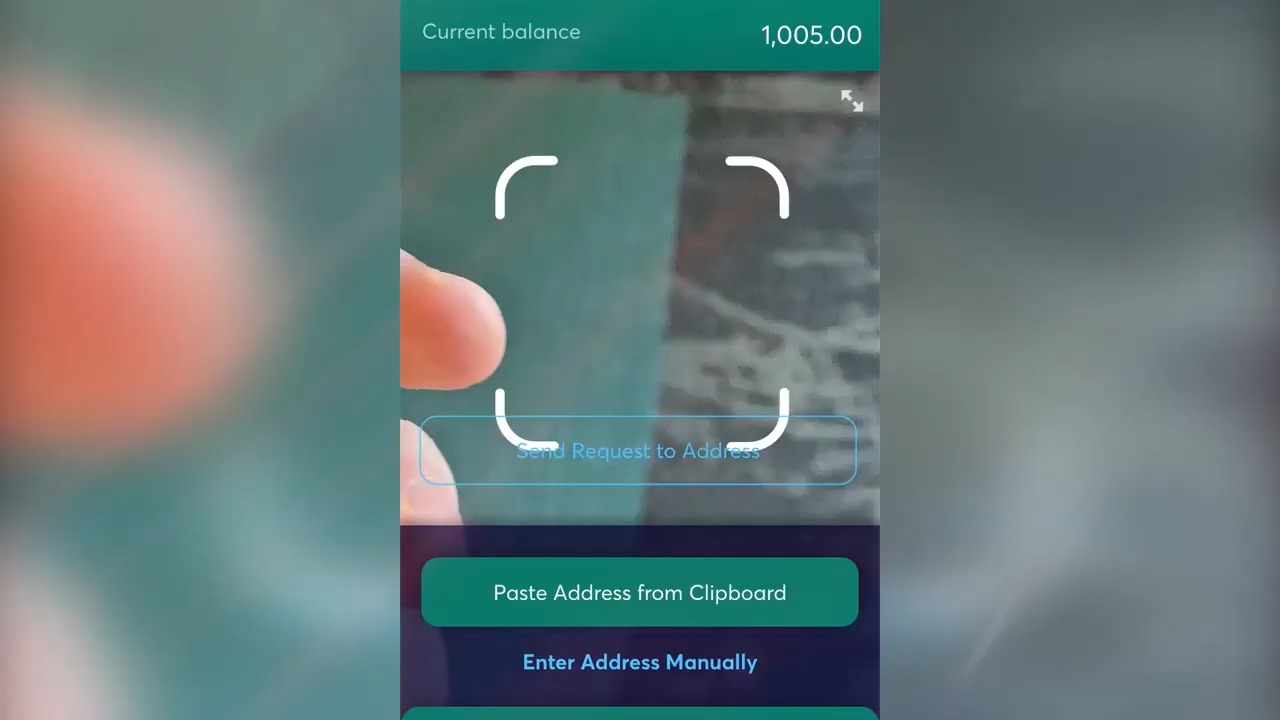 Current balance
1,005.00
Send Request to Address
Paste Address from Clipboard
Enter Address Manually